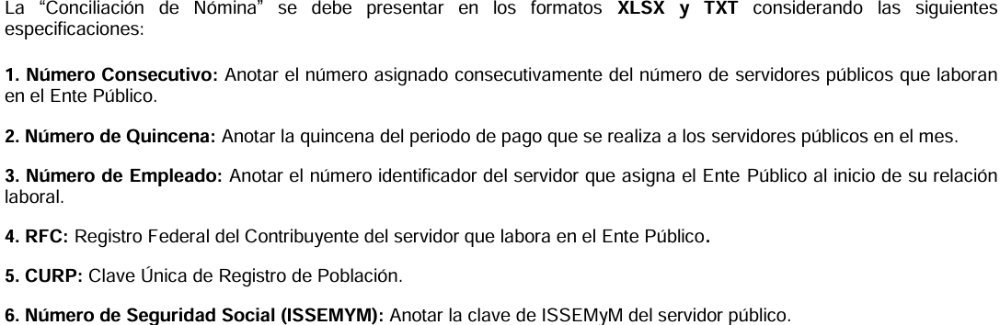 La “Conciliación de Nómina” se debe presentar en los formatos XLSX y TXT considerando las siguientes
especificaciones:
1. Número Consecutivo: Anotar el número asignado consecutivamente del número de servidores públicos que laboran
en el Ente Público.
2. Número de Quincena: Anotar la quincena del periodo de pago que se realiza a los servidores públicos en el mes.
3. Número de Empleado: Anotar el número identificador del servidor que asigna el Ente Público al inicio de su relación
laboral.
4. RFC: Registro Federal del Contribuyente del servidor que labora en el Ente Público.
5. CURP: Clave Única de Registro de Población.
6. Número de Seguridad Social (ISSEMYM): Anotar la clave de ISSEMyM del servidor público.